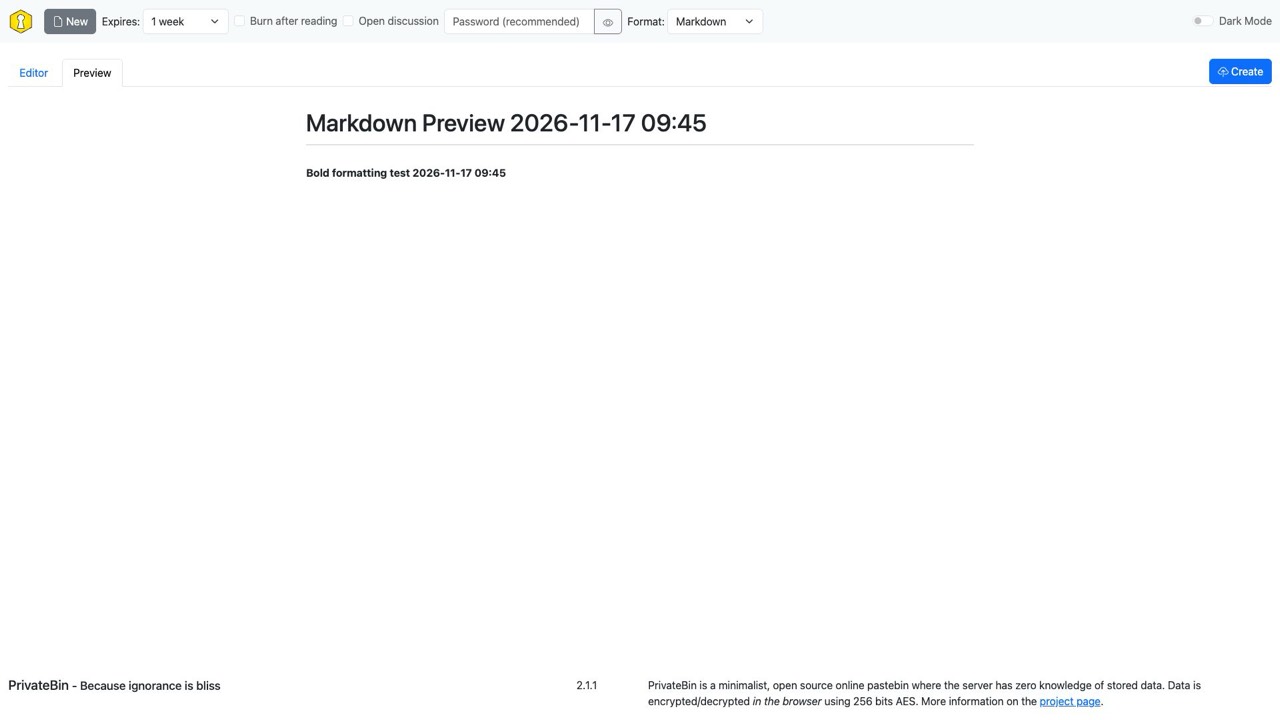 New Expires: 1 week Burn after reading Open discussion Password (recommended) Format: Markdown Dark Mode
Editor Preview Create
Markdown Preview 2026-11-17 09:45
Bold formatting test 2026-11-17 09:45
PrivateBin - Because ignorance is bliss
2.1.1
PrivateBin is a minimalist, open source online pastebin where the server has zero knowledge of stored data. Data is
encrypted/decrypted in the browser using 256 bits AES. More information on the project page.